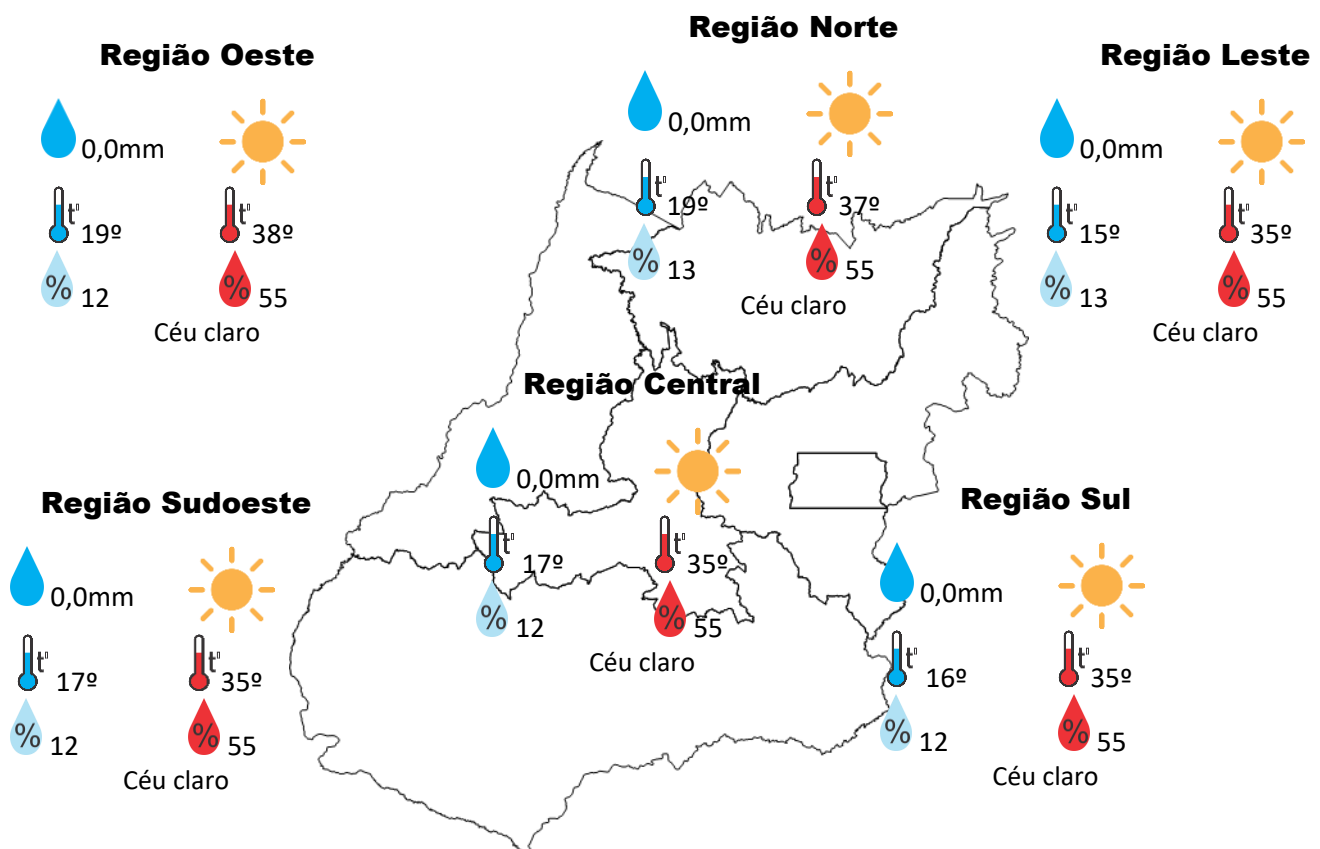 Região Oeste
0,0mm
t°
19º
t°
38º
% 12
% 55
Céu claro
Região Norte
0,0mm
t°
19º
t°
37º
% 13
% 55
Céu claro
Região Leste
0,0mm
t°
15º
t°
35º
% 13
% 55
Céu claro
Região Central
0,0mm
t°
17º
t°
35º
% 12
% 55
Céu claro
Região Sudoeste
0,0mm
t°
17º
t°
35º
% 12
% 55
Céu claro
Região Sul
0,0mm
t°
16º
t°
35º
% 12
% 55
Céu claro